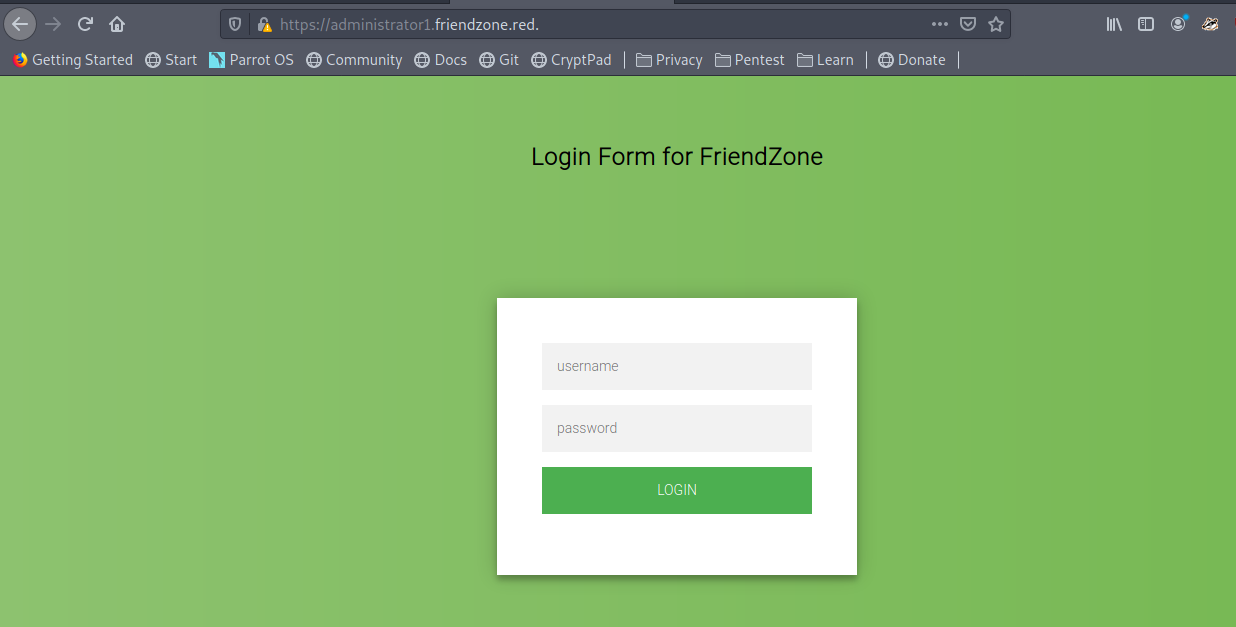 https://administrator1.friendzone.red.
Getting Started Start Parrot OS Community Docs Git CryptPad Privacy Pentest Learn Donate
Login Form for FriendZone
username
password
LOGIN